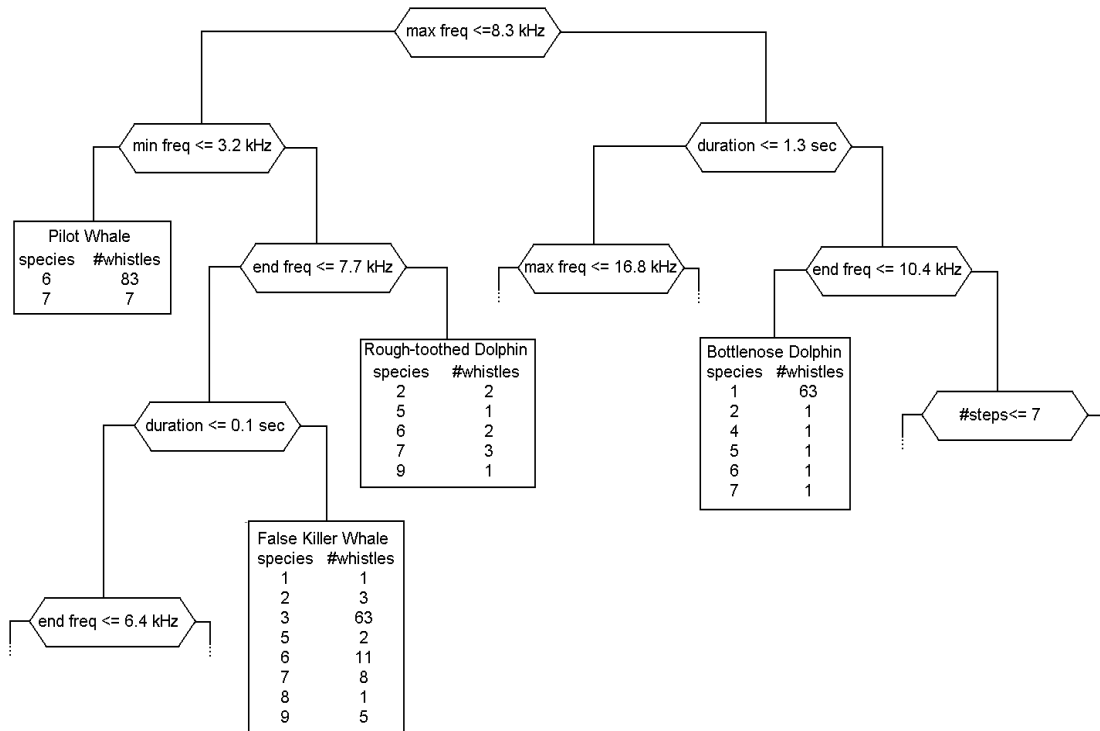 max freq <=8.3 kHz
min freq <= 3.2 kHz
duration <= 1.3 sec
Pilot Whale
species #whistles
6 83
7 7
end freq <= 7.7 kHz
max freq <= 16.8 kHz
end freq <= 10.4 kHz
Rough-toothed Dolphin
species #whistles
2 2
5 1
6 2
7 3
9 1
Bottlenose Dolphin
species #whistles
1 63
2 1
4 1
5 1
6 1
7 1
duration <= 0.1 sec
#steps<= 7
False Killer Whale
species #whistles
1 1
2 3
3 63
5 2
6 11
7 8
8 1
9 5
end freq <= 6.4 kHz